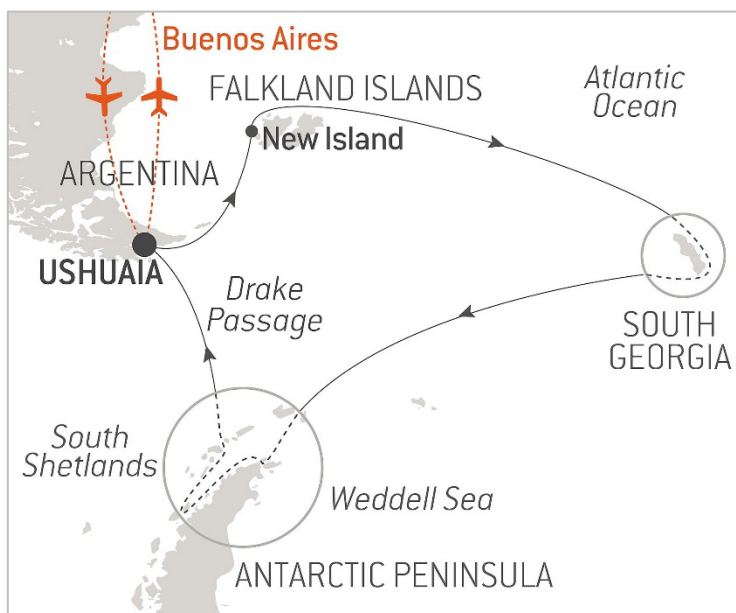 Buenos Aires
FALKLAND ISLANDS
Atlantic
Ocean
New Island
ARGENTINA
USHUAIA
Drake
Passage
SOUTH
GEORGIA
South
Shetlands
Weddell Sea
ANTARCTIC PENINSULA